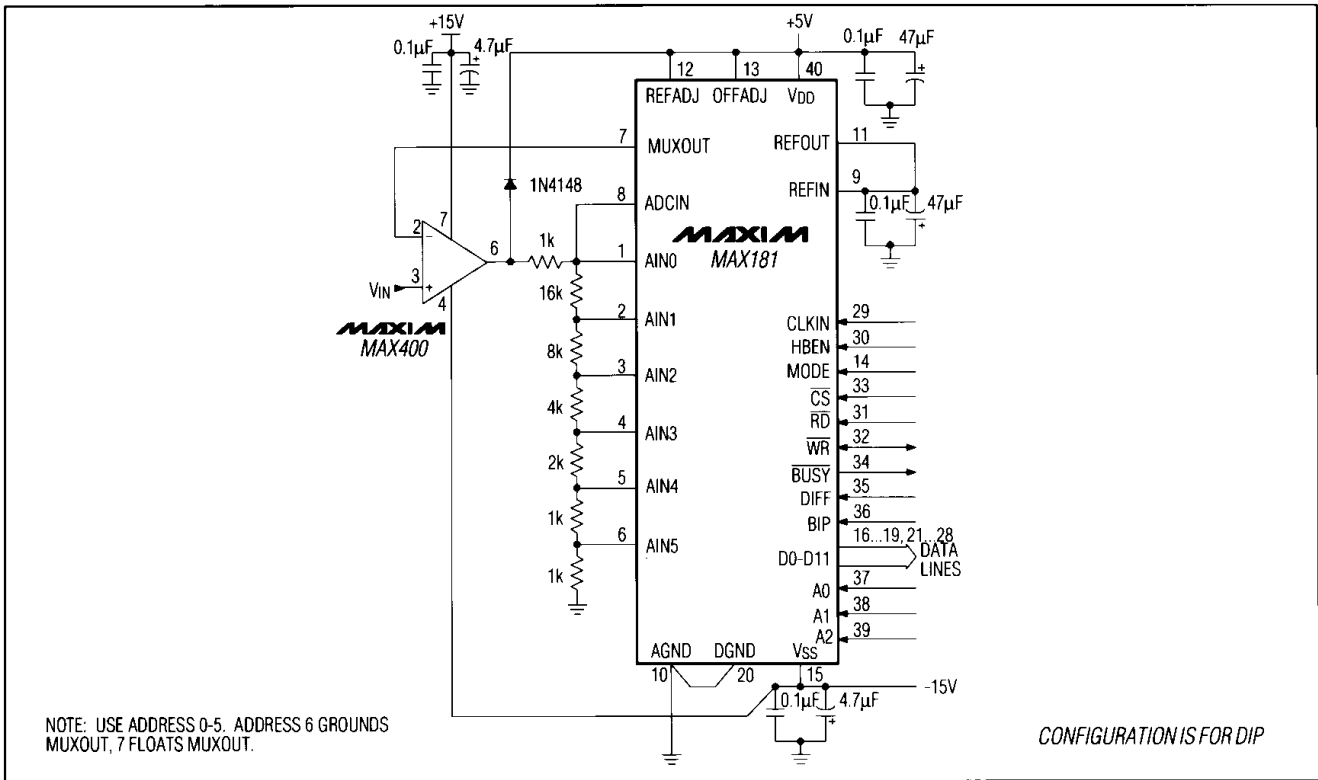 +15V
0.1µF
4.7µF
+
+5V
0.1µF
47µF
+
12
13
40
REFADJ
OFFADJ
VDD
7
MUXOUT
REFOUT
11
1N4148
REFIN
9
0.1µF
47µF
+
8
ADCIN
MAXIM
MAX181
2
-
7
6
1k
1
AIN0
VIN
3
+
4
16k
MAXIM
MAX400
2
AIN1
CLKIN
29
8k
HBEN
30
3
AIN2
MODE
14
4k
CS
33
4
AIN3
RD
31
2k
WR
32
BUSY
34
5
AIN4
DIFF
35
1k
BIP
36
6
AIN5
16...19, 21...28
D0-D11
DATA
LINES
1k
A0
37
A1
38
A2
39
AGND
DGND
VSS
10
20
15
-15V
0.1µF
4.7µF
+
NOTE: USE ADDRESS 0-5. ADDRESS 6 GROUNDS
MUXOUT, 7 FLOATS MUXOUT.
CONFIGURATION IS FOR DIP